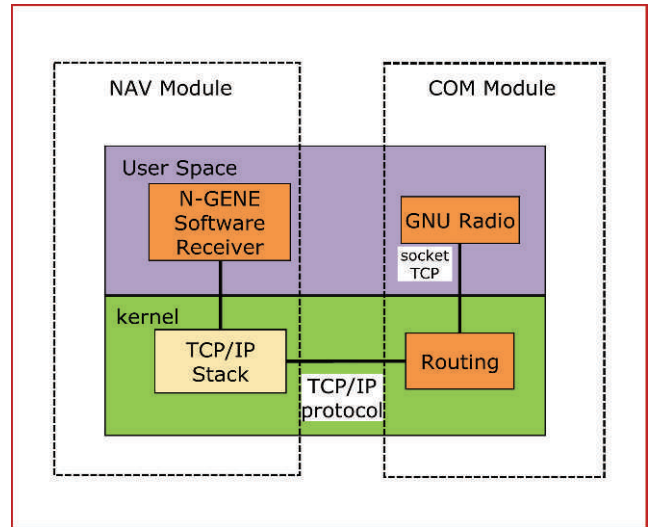 NAV Module
COM Module
User Space
N-GENE
Software
Receiver
GNU Radio
socket
TCP
kernel
TCP/IP
Stack
Routing
TCP/IP
protocol